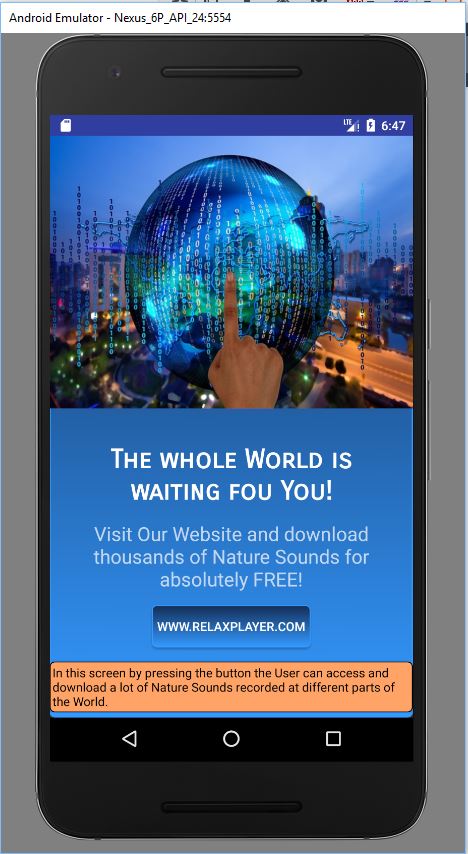 Android Emulator - Nexus_6P_API_24:5554
LTE 6:47
The whole World is
waiting fou You!
Visit Our Website and download
thousands of Nature Sounds for
absolutely FREE!
WWW.RELAXPLAYER.COM
In this screen by pressing the button the User can access and
download a lot of Nature Sounds recorded at different parts of
the World.